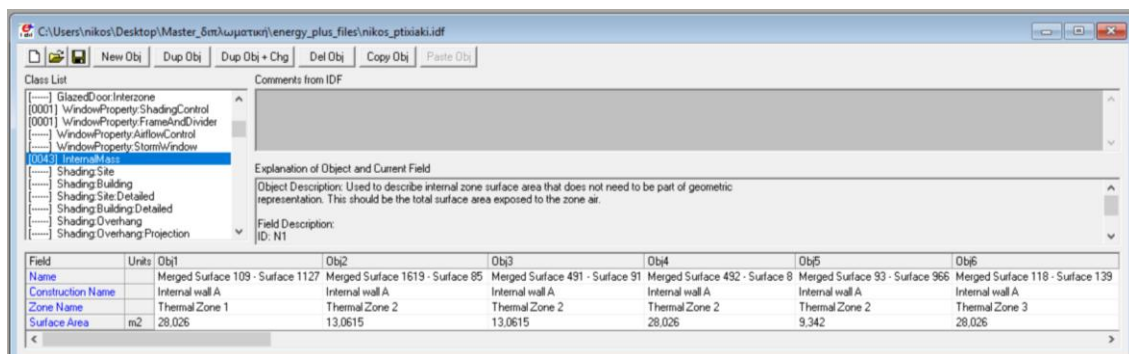 C:\Users\nikos\Desktop\Master_διπλωματική\energy_plus_files\nikos_ptixiaki.idf
New Obj Dup Obj Dup Obj + Chg Del Obj Copy Obj Paste Obj
Class List Comments from IDF
[------] GlazedDoor:Interzone
[0001] WindowProperty:ShadingControl
[0001] WindowProperty:FrameAndDivider
[------] WindowProperty:AirflowControl
[------] WindowProperty:StormWindow
[0043] InternalMass
[------] Shading:Site
[------] Shading:Building
[------] Shading:Site:Detailed
[------] Shading:Building:Detailed
[------] Shading:Overhang
[------] Shading:Overhang:Projection
Explanation of Object and Current Field
Object Description: Used to describe internal zone surface area that does not need to be part of geometric
representation. This should be the total surface area exposed to the zone air.
Field Description:
ID: N1
Field Units Obj1 Obj2 Obj3 Obj4 Obj5 Obj6
Name Merged Surface 109 - Surface 1127 Merged Surface 1619 - Surface 85 Merged Surface 491 - Surface 91 Merged Surface 492 - Surface 8 Merged Surface 93 - Surface 966 Merged Surface 118 - Surface 139
Construction Name Internal wall A Internal wall A Internal wall A Internal wall A Internal wall A Internal wall A
Zone Name Thermal Zone 1 Thermal Zone 2 Thermal Zone 2 Thermal Zone 2 Thermal Zone 2 Thermal Zone 3
Surface Area m2 28,026 13,0615 13,0615 28,026 9,342 28,026